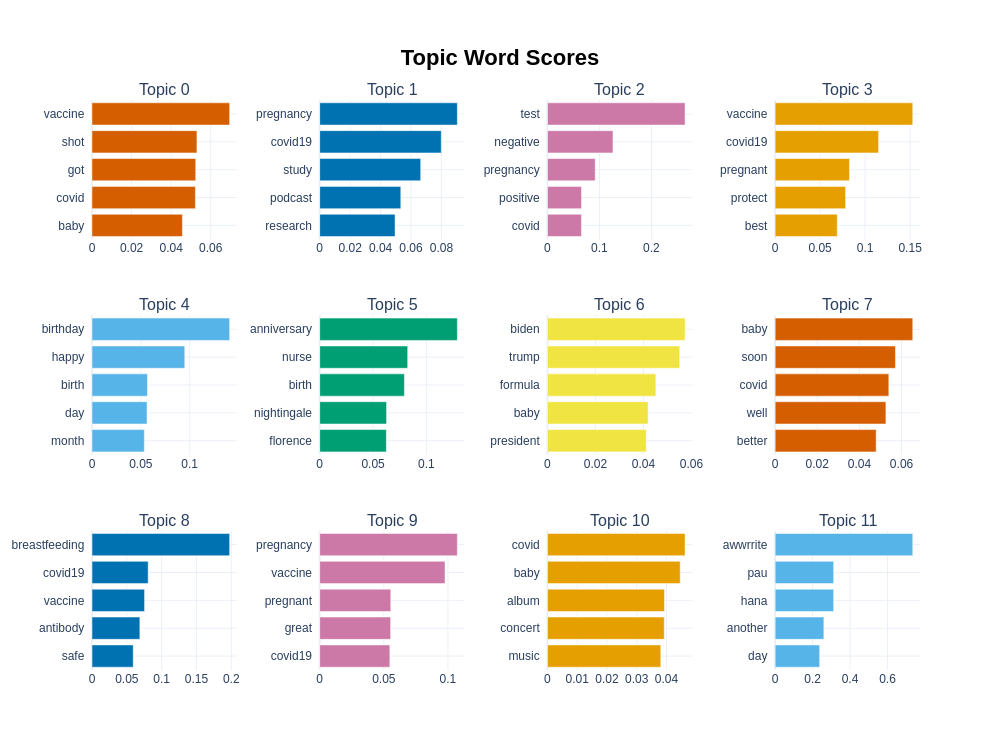 Topic Word Scores
Topic 0
vaccine
shot
got
covid
baby
0 0.02 0.04 0.06
Topic 1
pregnancy
covid19
study
podcast
research
0 0.02 0.04 0.06 0.08
Topic 2
test
negative
pregnancy
positive
covid
0 0.1 0.2
Topic 3
vaccine
covid19
pregnant
protect
best
0 0.05 0.1 0.15
Topic 4
birthday
happy
birth
day
month
0 0.05 0.1
Topic 5
anniversary
nurse
birth
nightingale
florence
0 0.05 0.1
Topic 6
biden
trump
formula
baby
president
0 0.02 0.04 0.06
Topic 7
baby
soon
covid
well
better
0 0.02 0.04 0.06
Topic 8
breastfeeding
covid19
vaccine
antibody
safe
0 0.05 0.1 0.15 0.2
Topic 9
pregnancy
vaccine
pregnant
great
covid19
0 0.05 0.1
Topic 10
covid
baby
album
concert
music
0 0.01 0.02 0.03 0.04
Topic 11
awwrrite
pau
hana
another
day
0 0.2 0.4 0.6